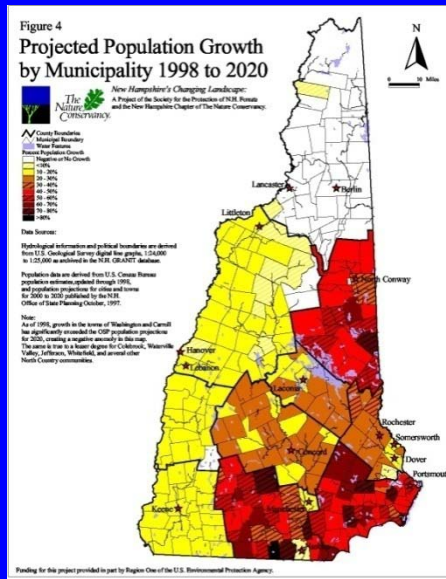 Figure 4
Projected Population Growth
by Municipality 1998 to 2020
N
The
Nature
Conservancy.
New Hampshire's Changing Landscape:
A Project of the Society for the Protection of N.H. Forests
and the New Hampshire Chapter of The Nature Conservancy.
County Boundaries
Municipal Boundary
Water Features
Percent Population Growth
Negative or No Growth
<10%
10 - 20%
20 - 30%
30 - 40%
40 - 50%
50 - 60%
60 - 70%
70 - 80%
>80%
0 10 Miles
Lancaster
Berlin
Littleton
North Conway
Data Sources:
Hydrological information and political boundaries are derived
from U.S. Geological Survey digital line graphs, 1:24,000
to 1:25,000 as archived in the N.H. GRANIT database.
Population data are derived from U.S. Census Bureau
population estimates, updated through 1998,
and population projections for cities and towns
for 2000 to 2020 published by the N.H.
Office of State Planning October, 1997.
Note:
As of 1998, growth in the towns of Washington and Carroll
has significantly exceeded the OSP population projections
for 2020, creating a negative anomaly in this map.
The same is true to a lesser degree for Colebrook, Waterville
Valley, Jefferson, Whitefield, and several other
North Country communities.
Hanover
Lebanon
Laconia
Rochester
Somersworth
Dover
Concord
Portsmouth
Keene
Manchester
Funding for this project provided in part by Region One of the U.S. Environmental Protection Agency.